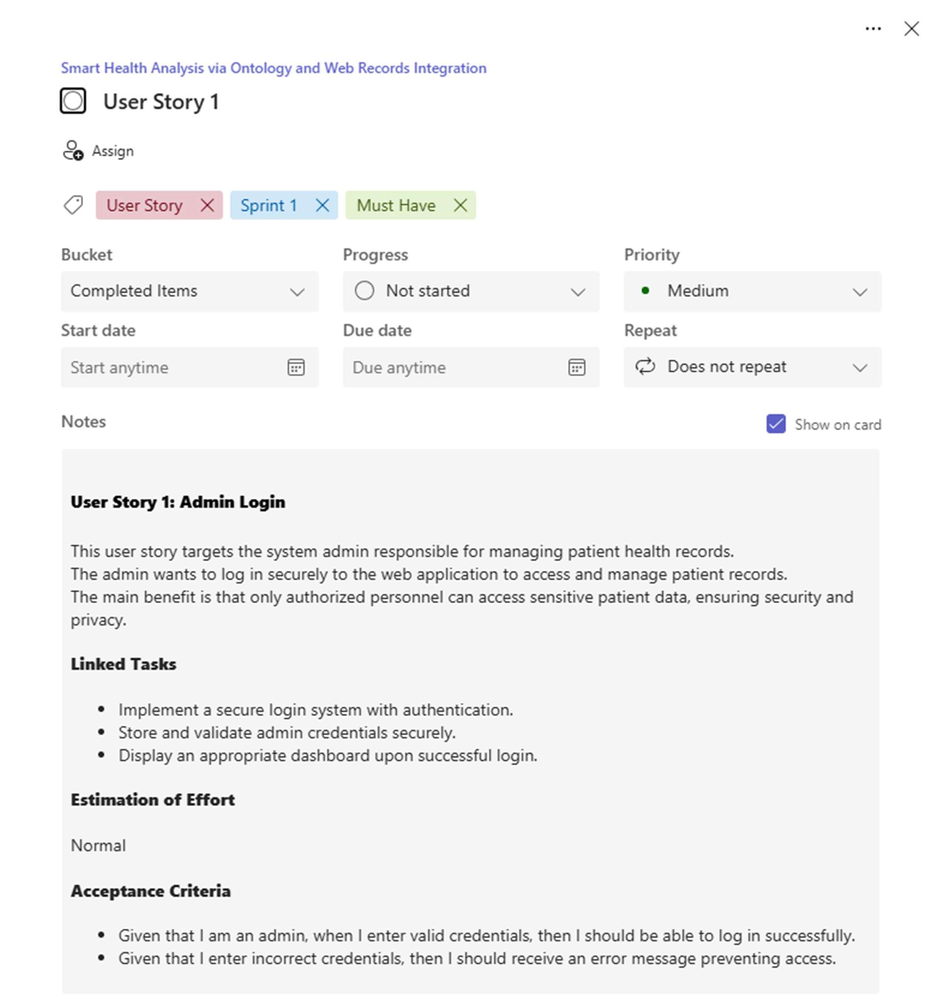 Smart Health Analysis via Ontology and Web Records Integration
User Story 1
Assign
User Story Sprint 1 Must Have
Bucket Progress Priority
Completed Items Not started Medium
Start date Due date Repeat
Start anytime Due anytime Does not repeat
Notes Show on card
User Story 1: Admin Login
This user story targets the system admin responsible for managing patient health records.
The admin wants to log in securely to the web application to access and manage patient records.
The main benefit is that only authorized personnel can access sensitive patient data, ensuring security and
privacy.
Linked Tasks
• Implement a secure login system with authentication.
• Store and validate admin credentials securely.
• Display an appropriate dashboard upon successful login.
Estimation of Effort
Normal
Acceptance Criteria
• Given that I am an admin, when I enter valid credentials, then I should be able to log in successfully.
• Given that I enter incorrect credentials, then I should receive an error message preventing access.